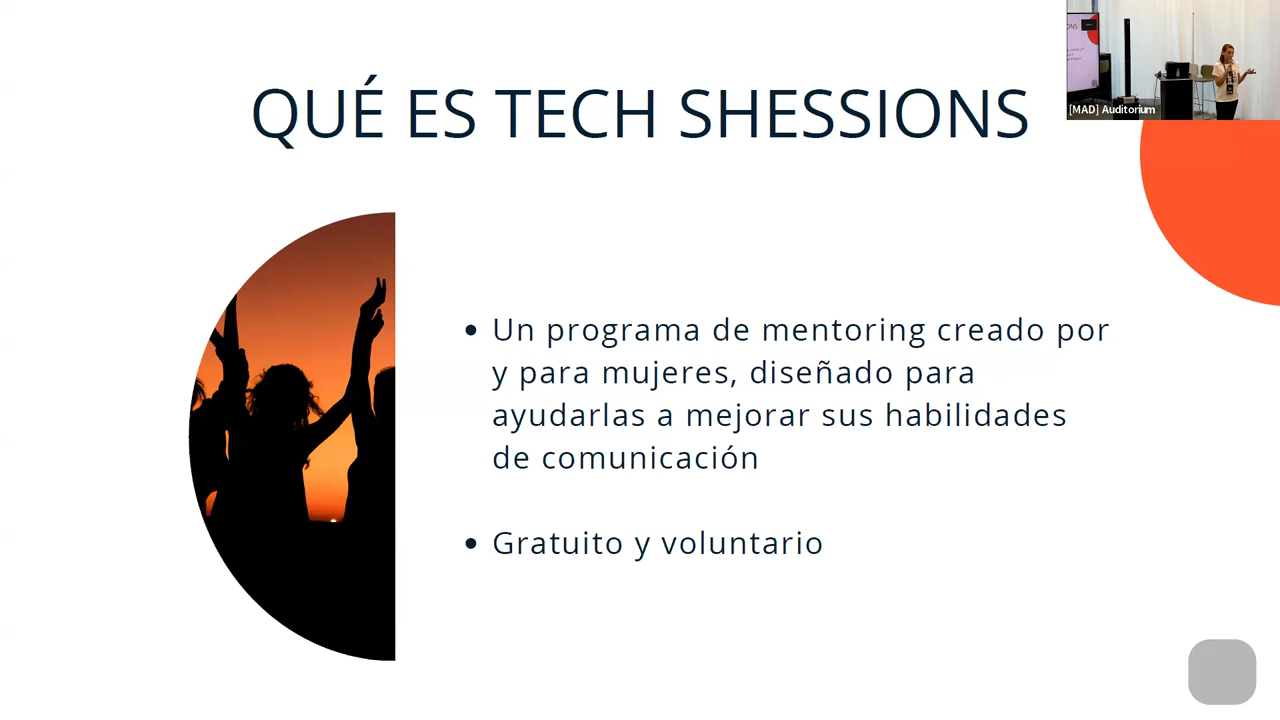 QUÉ ES TECH SHESSIONS
[MAD] Auditorium
• Un programa de mentoring creado por
y para mujeres, diseñado para
ayudarlas a mejorar sus habilidades
de comunicación
• Gratuito y voluntario